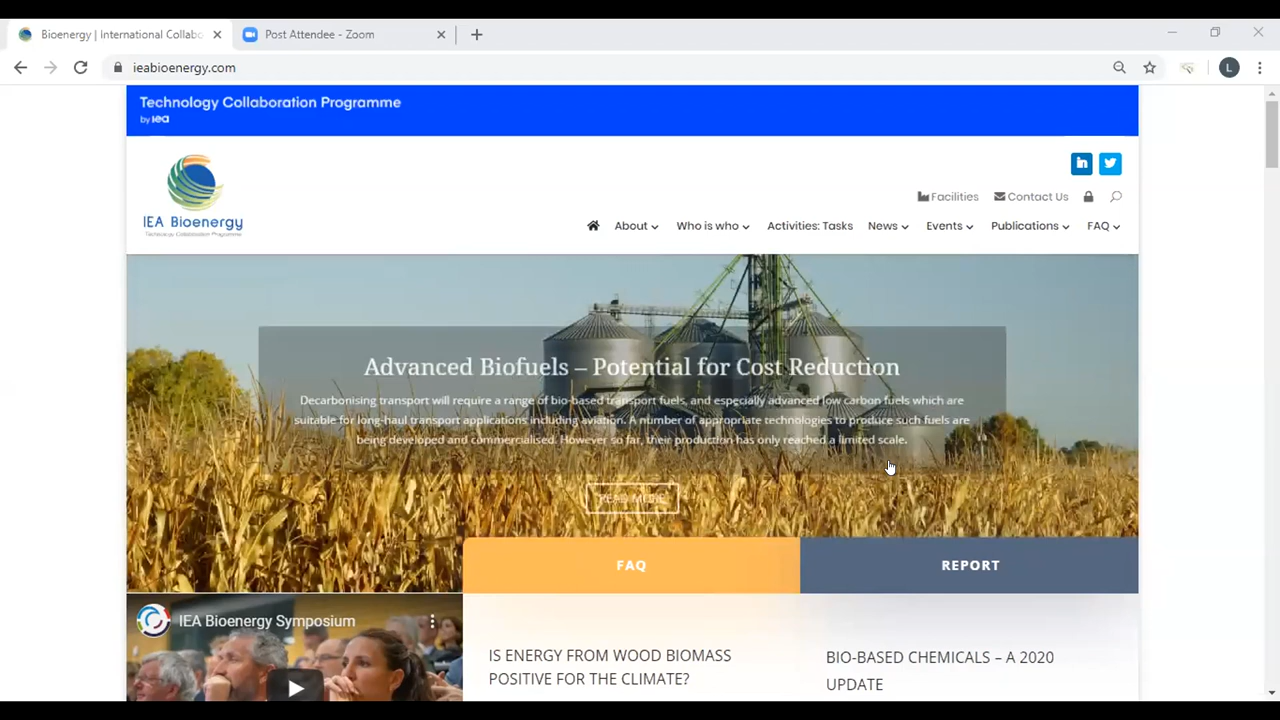 Bioenergy | International Collabo
Post Attendee - Zoom
ieabioenergy.com
L
Technology Collaboration Programme
by iea
IEA Bioenergy
Technology Collaboration Programme
in
Facilities
Contact Us
About
Who is who
Activities: Tasks
News
Events
Publications
FAQ
Advanced Biofuels – Potential for Cost Reduction
Decarbonising transport will require a range of bio-based transport fuels, and especially advanced low carbon fuels which are
suitable for long-haul transport applications including aviation. A number of appropriate technologies to produce such fuels are
being developed and commercialised. However so far, their production has only reached a limited scale.
READ MORE
FAQ
REPORT
IEA Bioenergy Symposium
IS ENERGY FROM WOOD BIOMASS
POSITIVE FOR THE CLIMATE?
BIO-BASED CHEMICALS – A 2020
UPDATE